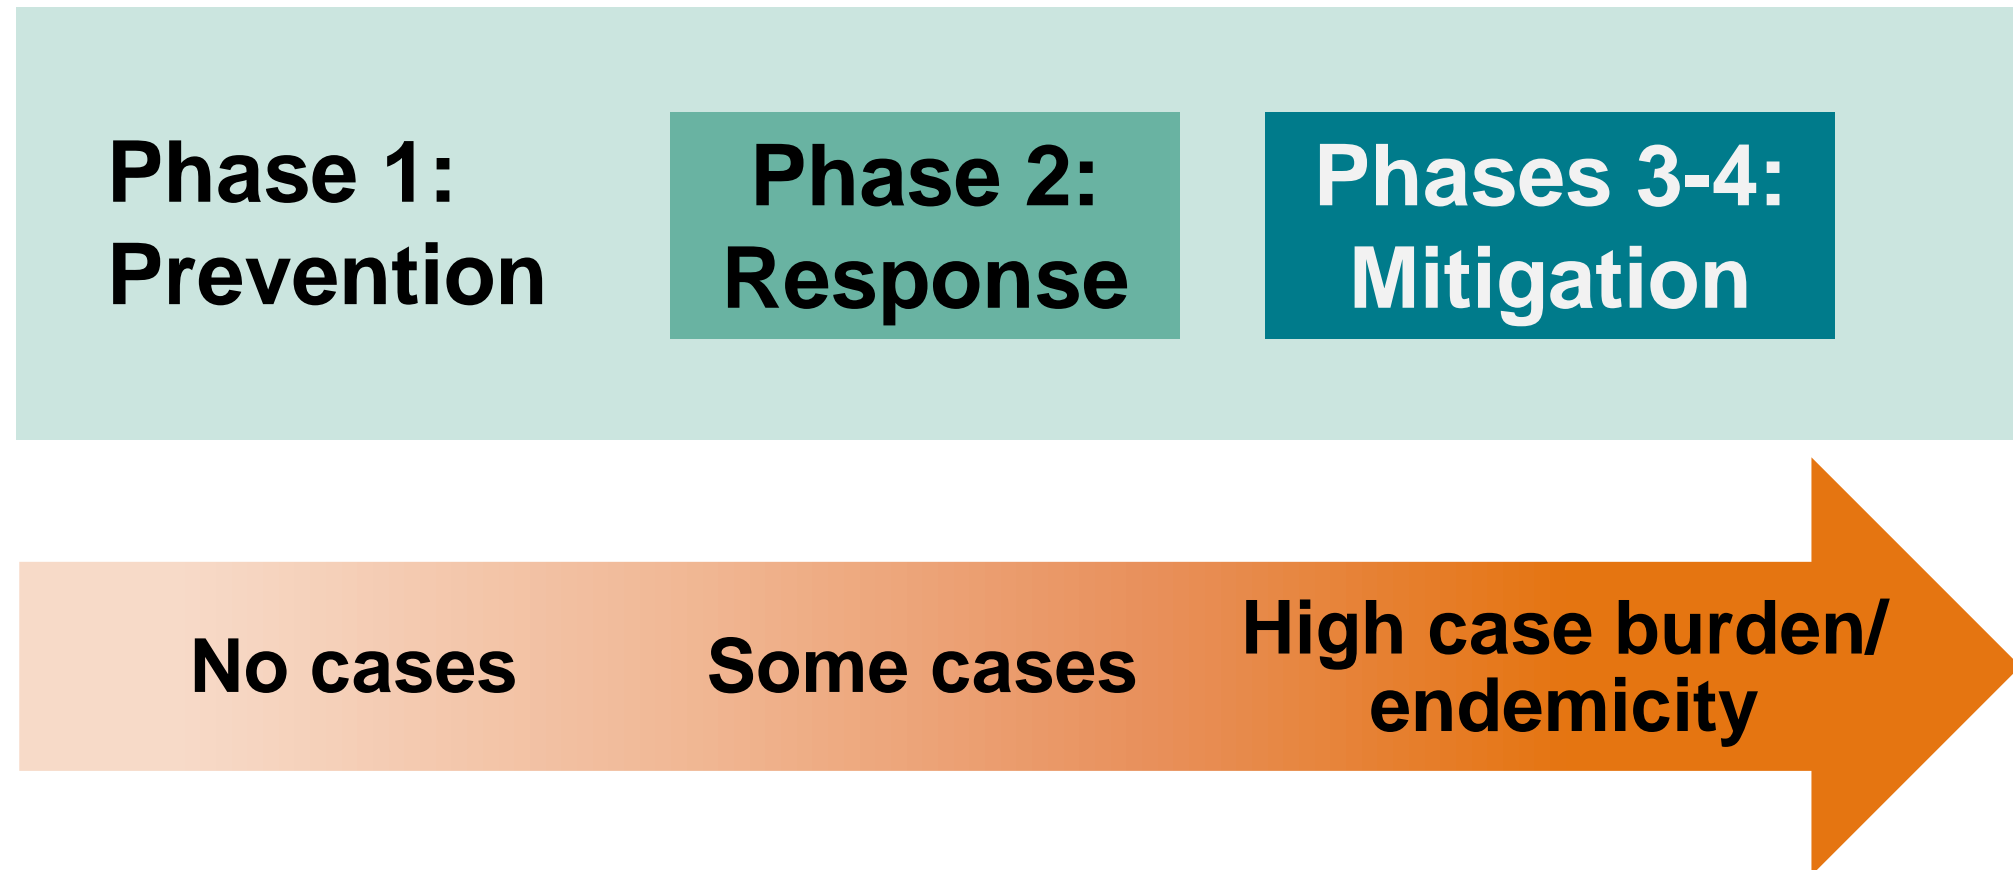 Phase 1:
Prevention
Phase 2:
Response
Phases 3-4:
Mitigation
No cases
Some cases
High case burden/
endemicity